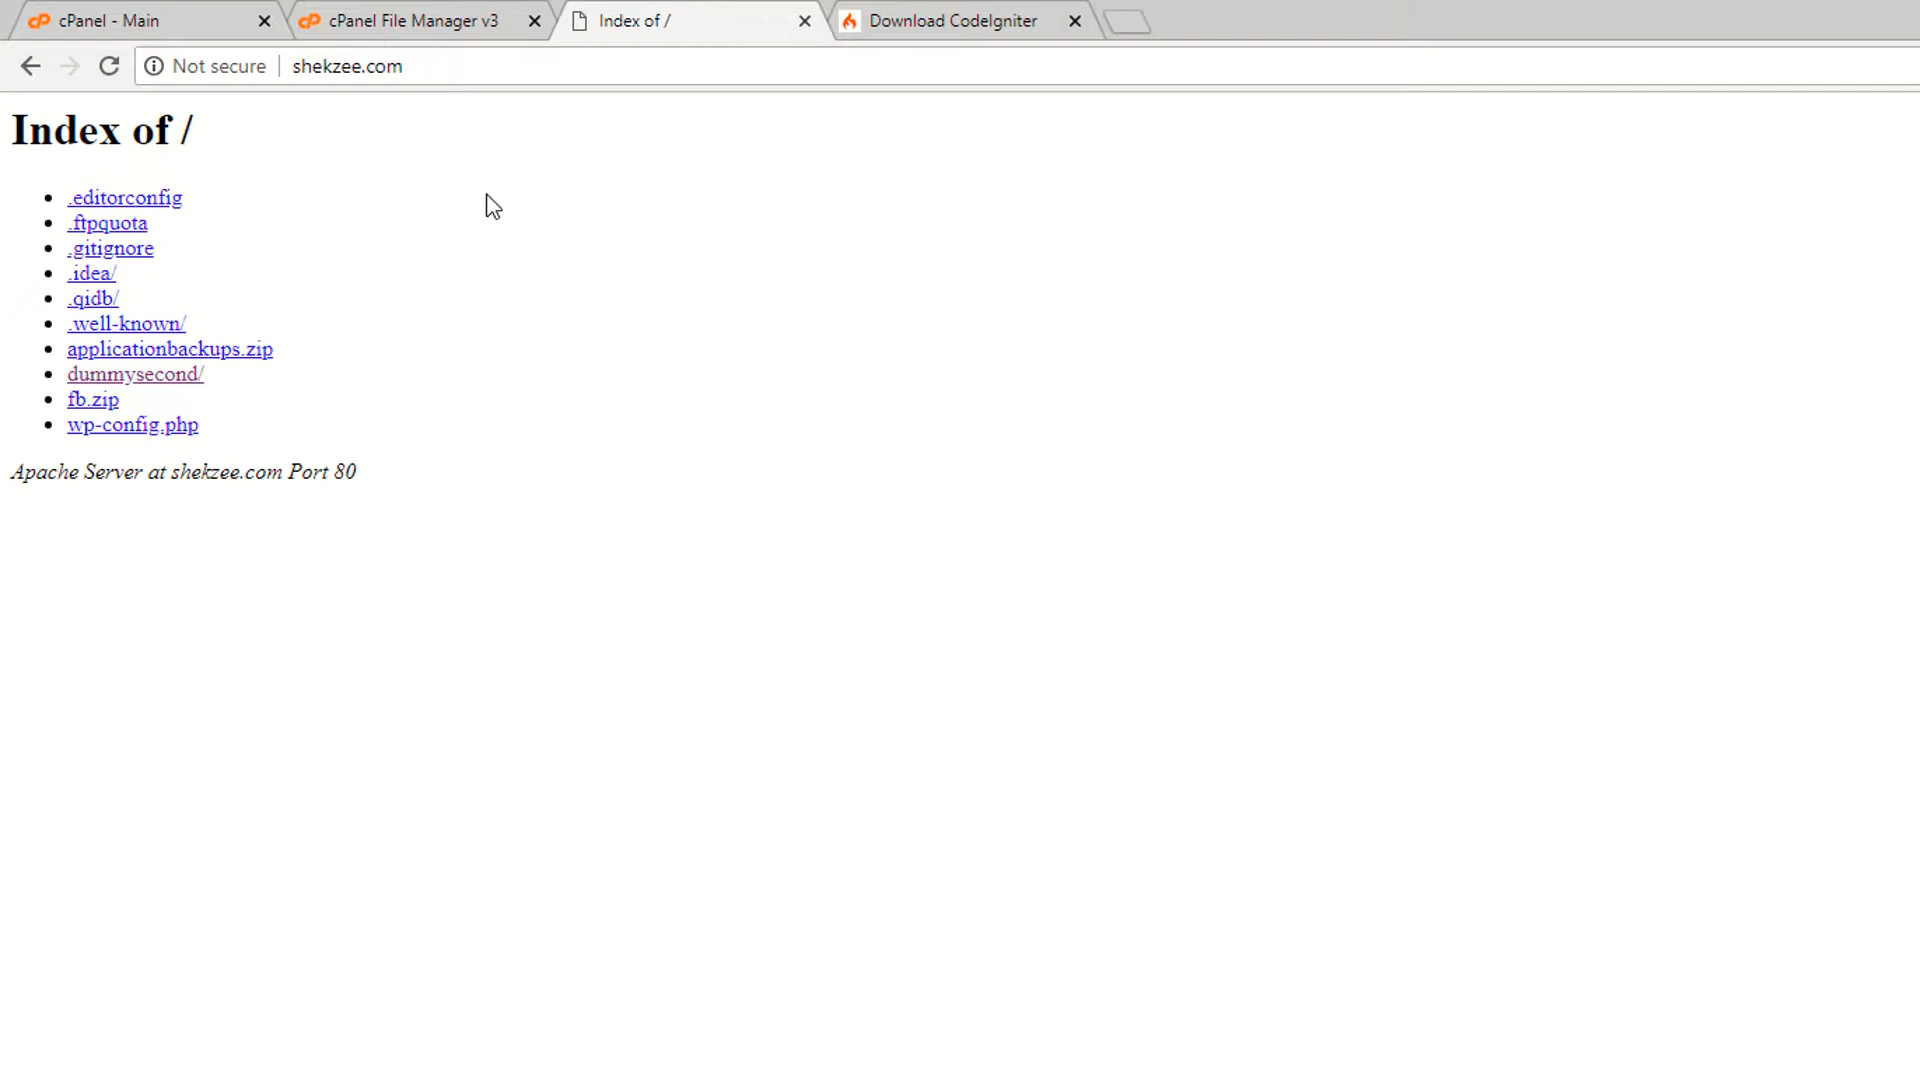 cPanel - Main
cPanel File Manager v3
Index of /
Download CodeIgniter
Not secure
shekzee.com
Index of /
.editorconfig
.ftpquota
.gitignore
.idea/
.qidb/
.well-known/
applicationbackups.zip
dummysecond/
fb.zip
wp-config.php
Apache Server at shekzee.com Port 80